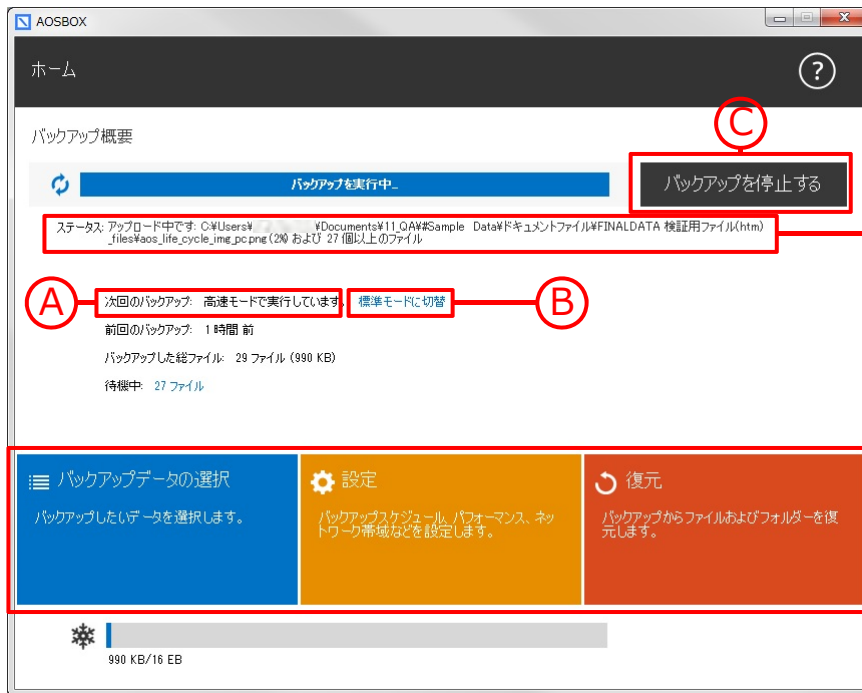 AOSBOX
ホーム
?
バックアップ概要
C
バックアップを実行中...
バックアップを停止する
ステータス: アップロード中です: C:¥Users¥ ¥Documents¥11_QA¥#Sample Data¥ドキュメントファイル¥FINALDATA 検証用ファイル(htm)
_files¥aos_life_cycle_img_pc.png (2%) および 27 個以上のファイル
A
次回のバックアップ: 高速モードで実行しています。 標準モードに切替
B
前回のバックアップ: 1 時間 前
バックアップした総ファイル: 29 ファイル (990 KB)
待機中: 27 ファイル
バックアップデータの選択
バックアップしたいデータを選択します。
設定
バックアップスケジュール、パフォーマンス、ネットワーク帯域などを設定します。
復元
バックアップからファイルおよびフォルダーを復元します。
990 KB/16 EB